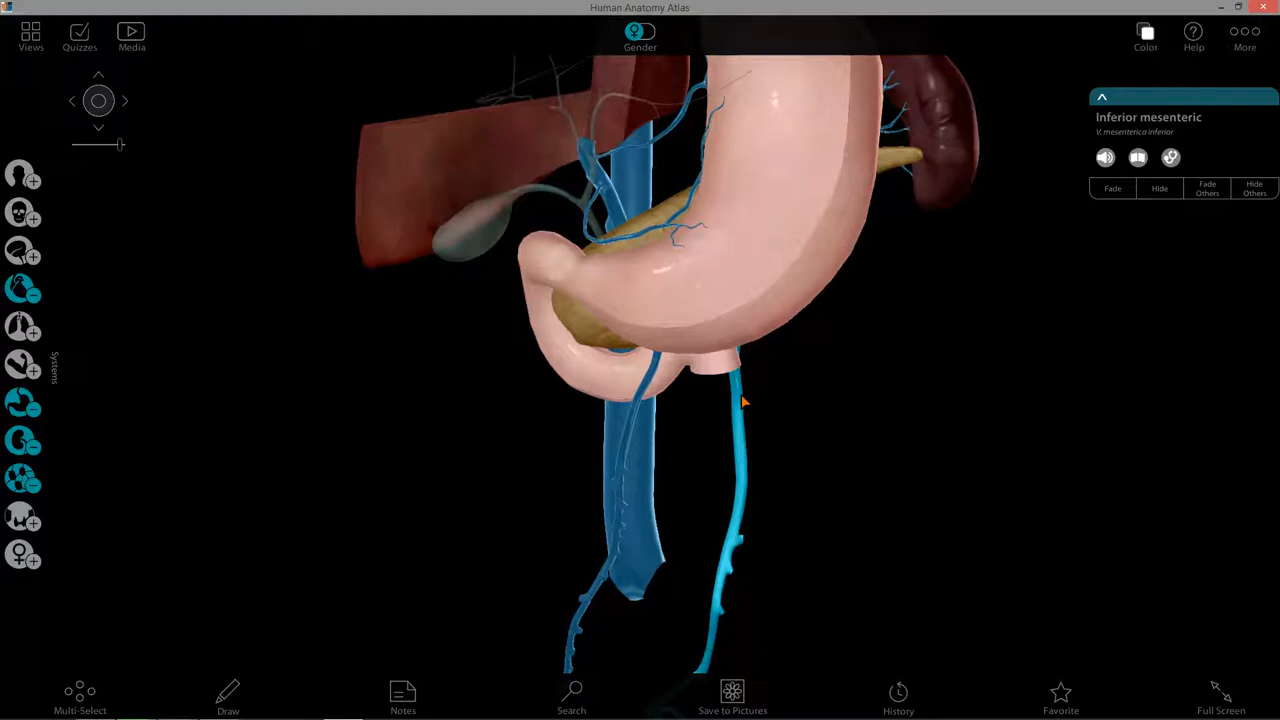 Human Anatomy Atlas
Views
Quizzes
Media
Gender
Color
Help
More
Inferior mesenteric
V. mesenterica inferior
Fade
Hide
Fade
Others
Hide
Others
Systems
Multi-Select
Draw
Notes
Search
Save to Pictures
History
Favorite
Full Screen